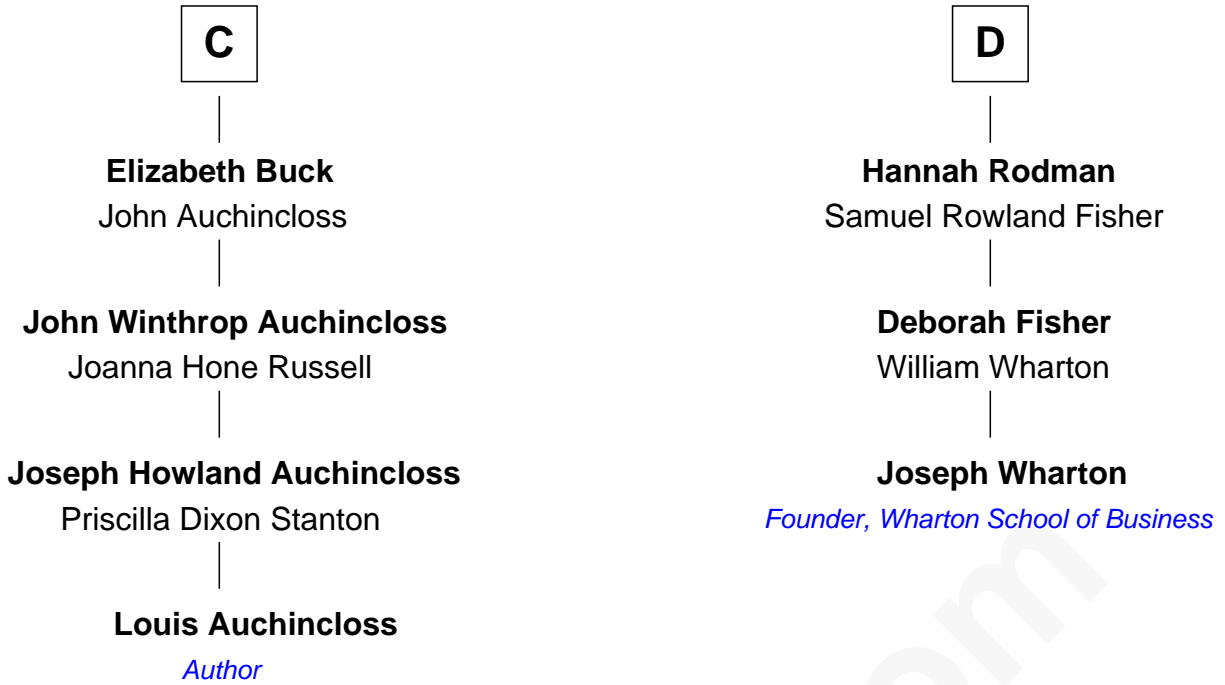 C
Elizabeth Buck
John Auchincloss
John Winthrop Auchincloss
Joanna Hone Russell
Joseph Howland Auchincloss
Priscilla Dixon Stanton
Louis Auchincloss
Author
D
Hannah Rodman
Samuel Rowland Fisher
Deborah Fisher
William Wharton
Joseph Wharton
Founder, Wharton School of Business
om